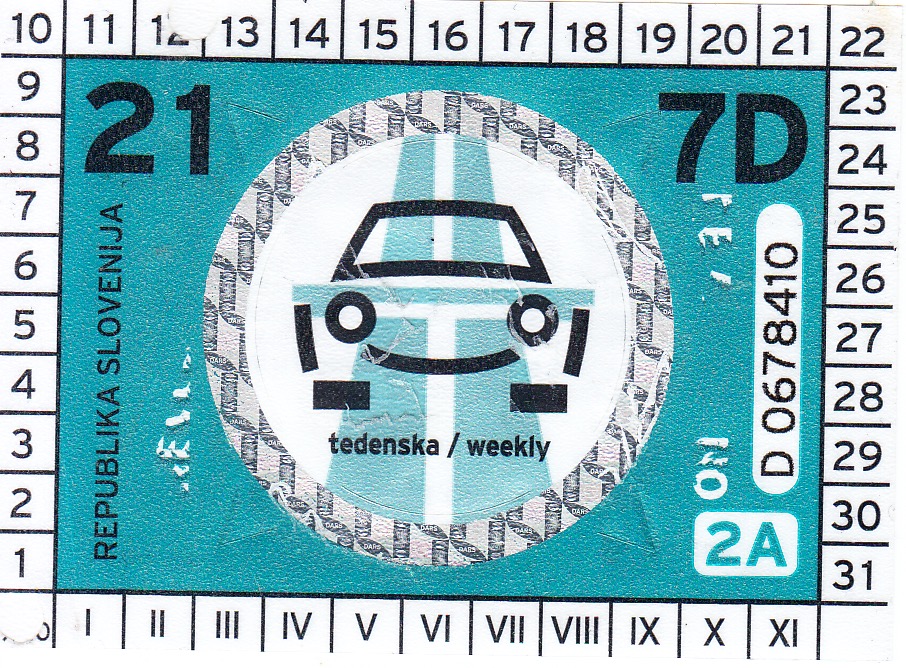 10 11 12 13 14 15 16 17 18 19 20 21 22
9 23
8 24
7 25
6 26
5 27
4 28
3 29
2 30
1 31
I II III IV V VI VII VIII IX X XI
21
7D
REPUBLIKA SLOVENIJA
tedenska / weekly
D 0678410
2A
DARS